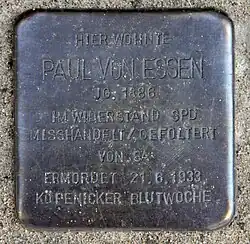 HIER WOHNTE
PAUL VON ESSEN
JG. 1886
IM WIDERSTAND SPD
MISSHANDELT / GEFOLTERT
VON SA
ERMORDET 21.6.1933
KÖPENICKER BLUTWOCHE